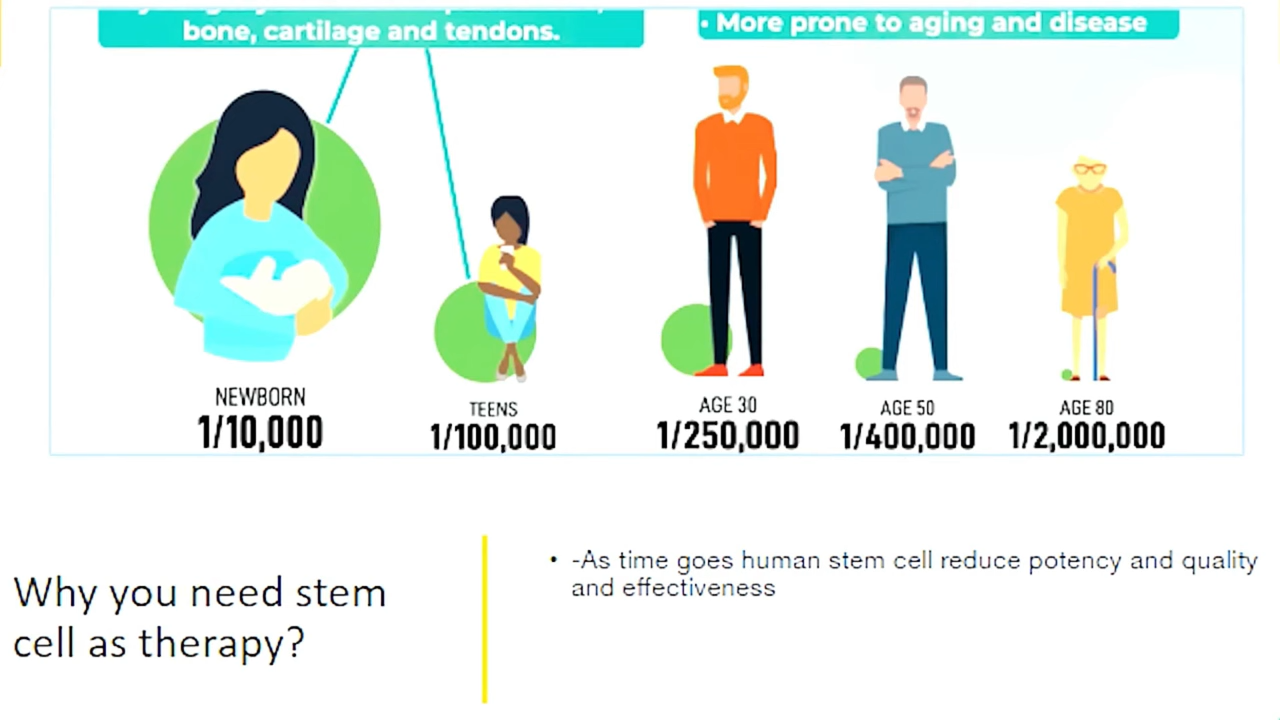 bone, cartilage and tendons.
• More prone to aging and disease
NEWBORN
1/10,000
TEENS
1/100,000
AGE 30
1/250,000
AGE 50
1/400,000
AGE 80
1/2,000,000
Why you need stem
cell as therapy?
• -As time goes human stem cell reduce potency and quality
and effectiveness